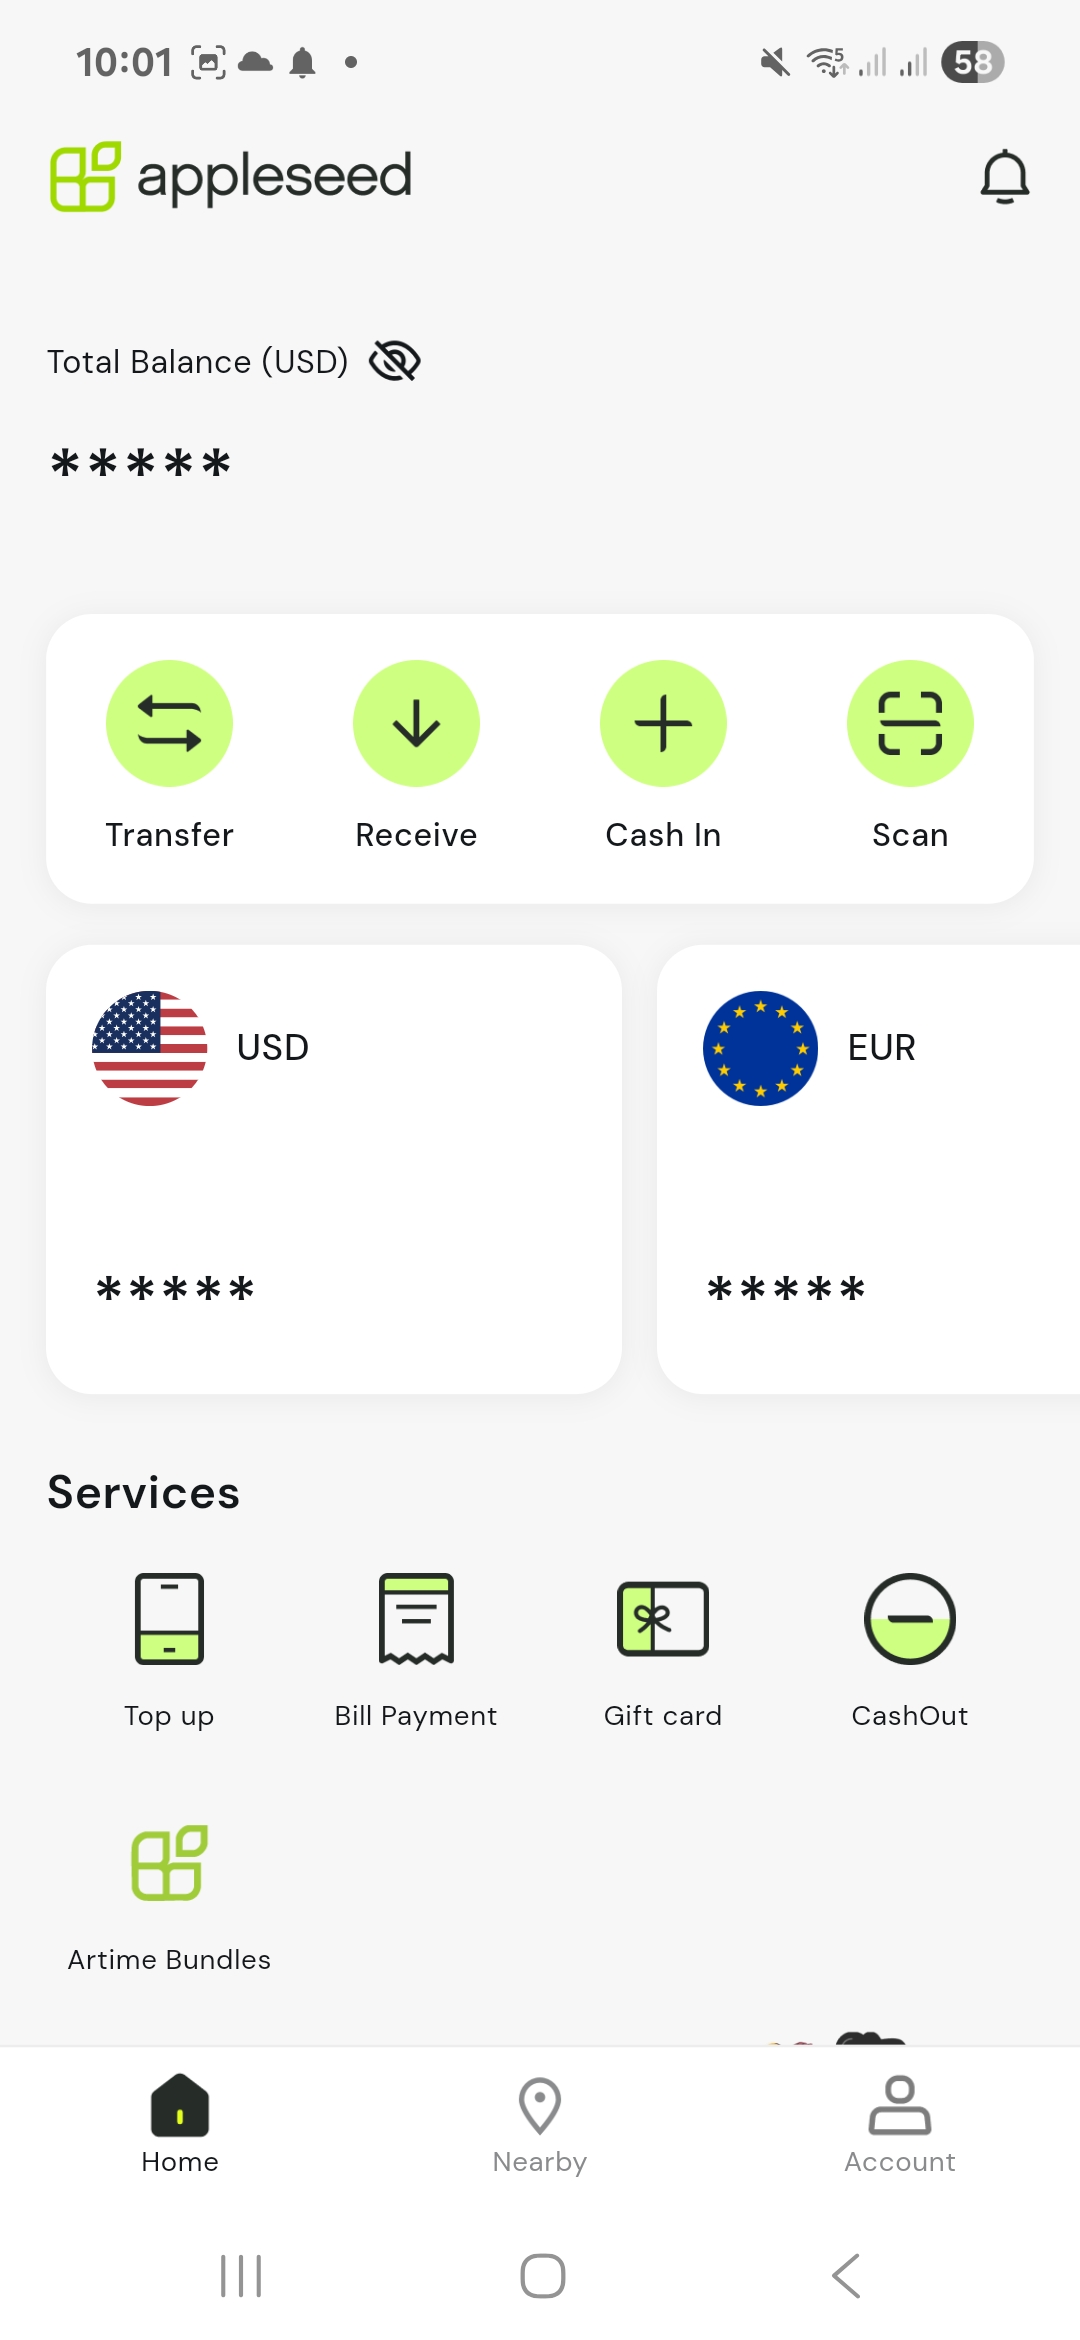 10:01
5
58
appleseed
Total Balance (USD)
*****
Transfer
Receive
Cash In
Scan
USD
EUR
*****
*****
Services
Top up
Bill Payment
Gift card
CashOut
Artime Bundles
Home
Nearby
Account